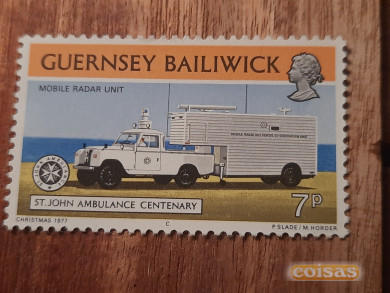 GUERNSEY BAILIWICK
MOBILE RADAR UNIT
ST. JOHN AMBULANCE CENTENARY
7p
CHRISTMAS 1977
C
P. SLADE/M. HORDER
coisas